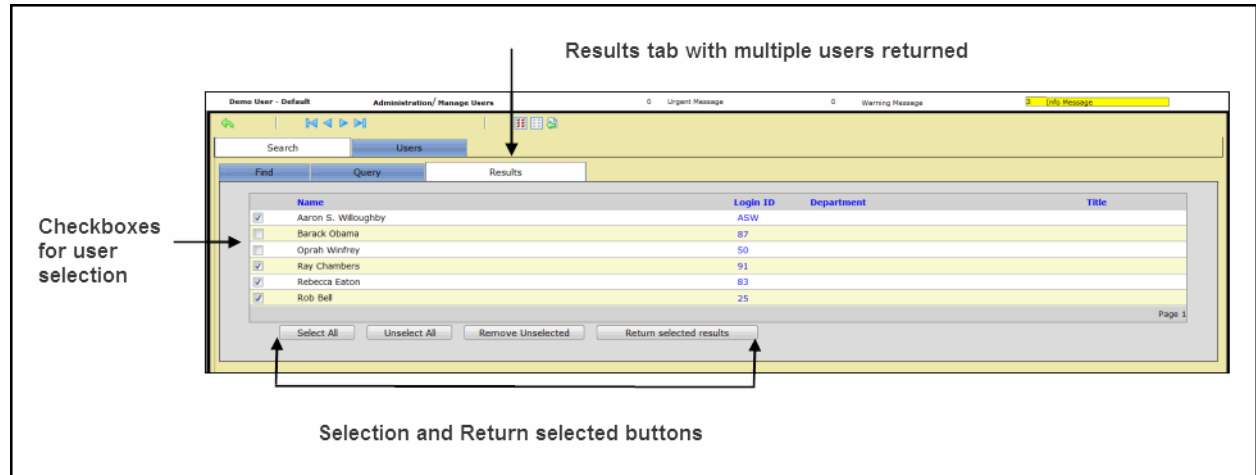 Results tab with multiple users returned
Demo User - Default Administration/ Manage Users 0 Urgent Message 0 Warning Message 3 Info Message
Search Users
Find Query Results
Name Login ID Department Title
Aaron S. Willoughby ASW
Barack Obama 87
Oprah Winfrey 50
Ray Chambers 91
Rebecca Eaton 83
Rob Bell 25
Page 1
Select All Unselect All Remove Unselected Return selected results
Checkboxes
for user
selection
Selection and Return selected buttons